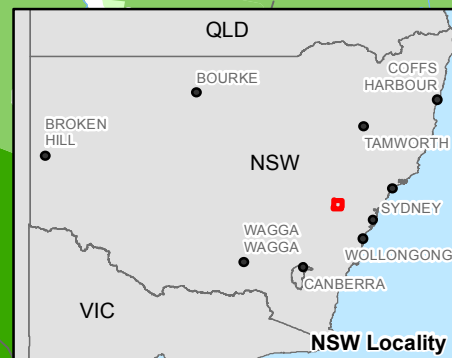 QLD
BOURKE
COFFS
HARBOUR
BROKEN
HILL
TAMWORTH
NSW
SYDNEY
WAGGA
WAGGA
WOLLONGONG
CANBERRA
VIC
NSW Locality